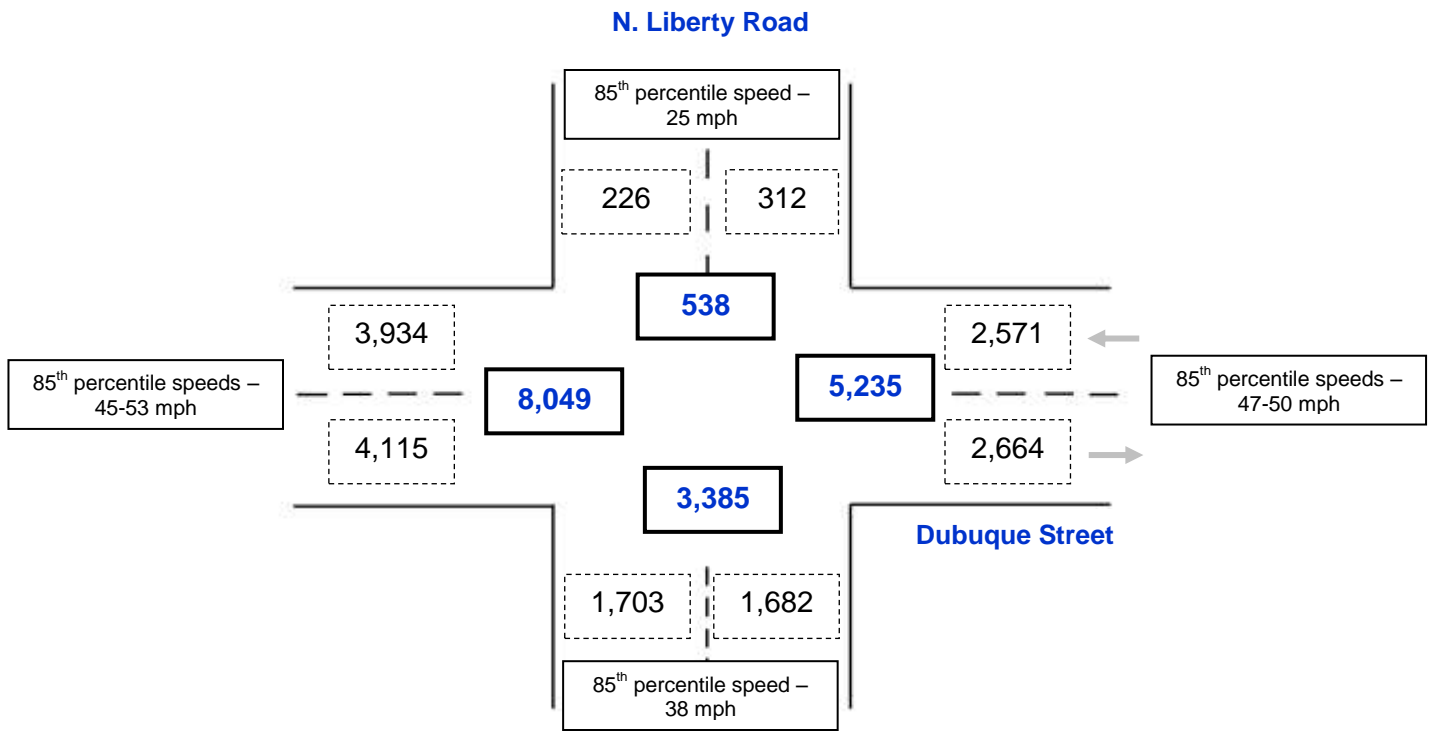 N. Liberty Road
85th percentile speed –
25 mph
226
312
538
3,934
2,571
85th percentile speeds –
45-53 mph
8,049
5,235
85th percentile speeds –
47-50 mph
4,115
2,664
3,385
Dubuque Street
1,703
1,682
85th percentile speed –
38 mph